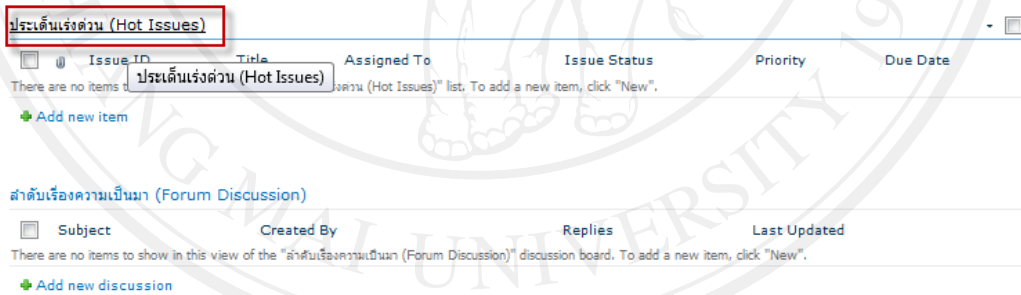 ประเด็นเร่งด่วน (Hot Issues)
Issue ID Title Assigned To Issue Status Priority Due Date
ประเด็นเร่งด่วน (Hot Issues)
There are no items t งด่วน (Hot Issues)" list. To add a new item, click "New".
Add new item
ลำดับเรื่องความเป็นมา (Forum Discussion)
Subject Created By Replies Last Updated
There are no items to show in this view of the "ลำดับเรื่องความเป็นมา (Forum Discussion)" discussion board. To add a new item, click "New".
Add new discussion
ANG MAI UNIVERSITY